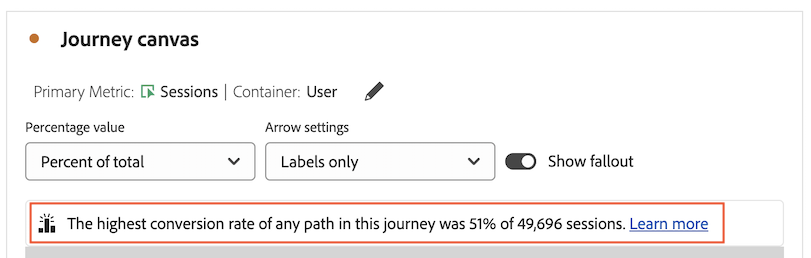 Journey canvas
Primary Metric: Sessions | Container: User
Percentage value Arrow settings
Percent of total Labels only Show fallout
The highest conversion rate of any path in this journey was 51% of 49,696 sessions. Learn more